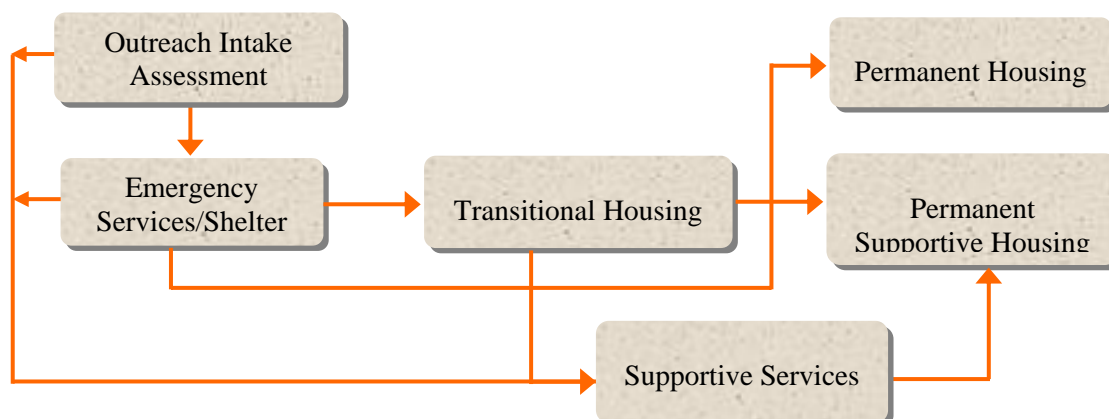 Outreach Intake
Assessment
Permanent Housing
Emergency
Services/Shelter
Transitional Housing
Permanent
Supportive Housing
Supportive Services